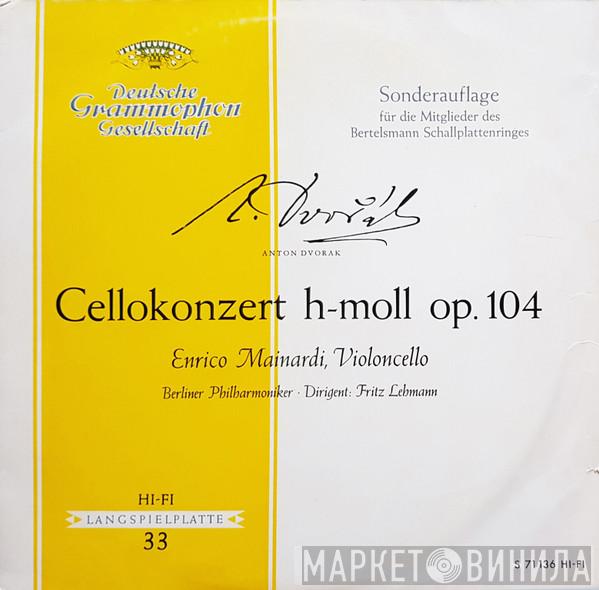 Deutsche
Grammophon
Gesellschaft
Sonderauflage
für die Mitglieder des
Bertelsmann Schallplattenringes
A. Dvořák
ANTON DVORAK
Cellokonzert h-moll op. 104
Enrico Mainardi, Violoncello
Berliner Philharmoniker · Dirigent: Fritz Lehmann
HI-FI
LANGSPIELPLATTE
33
S 71136 HI-FI
МАРКЕТ ВИНИЛА